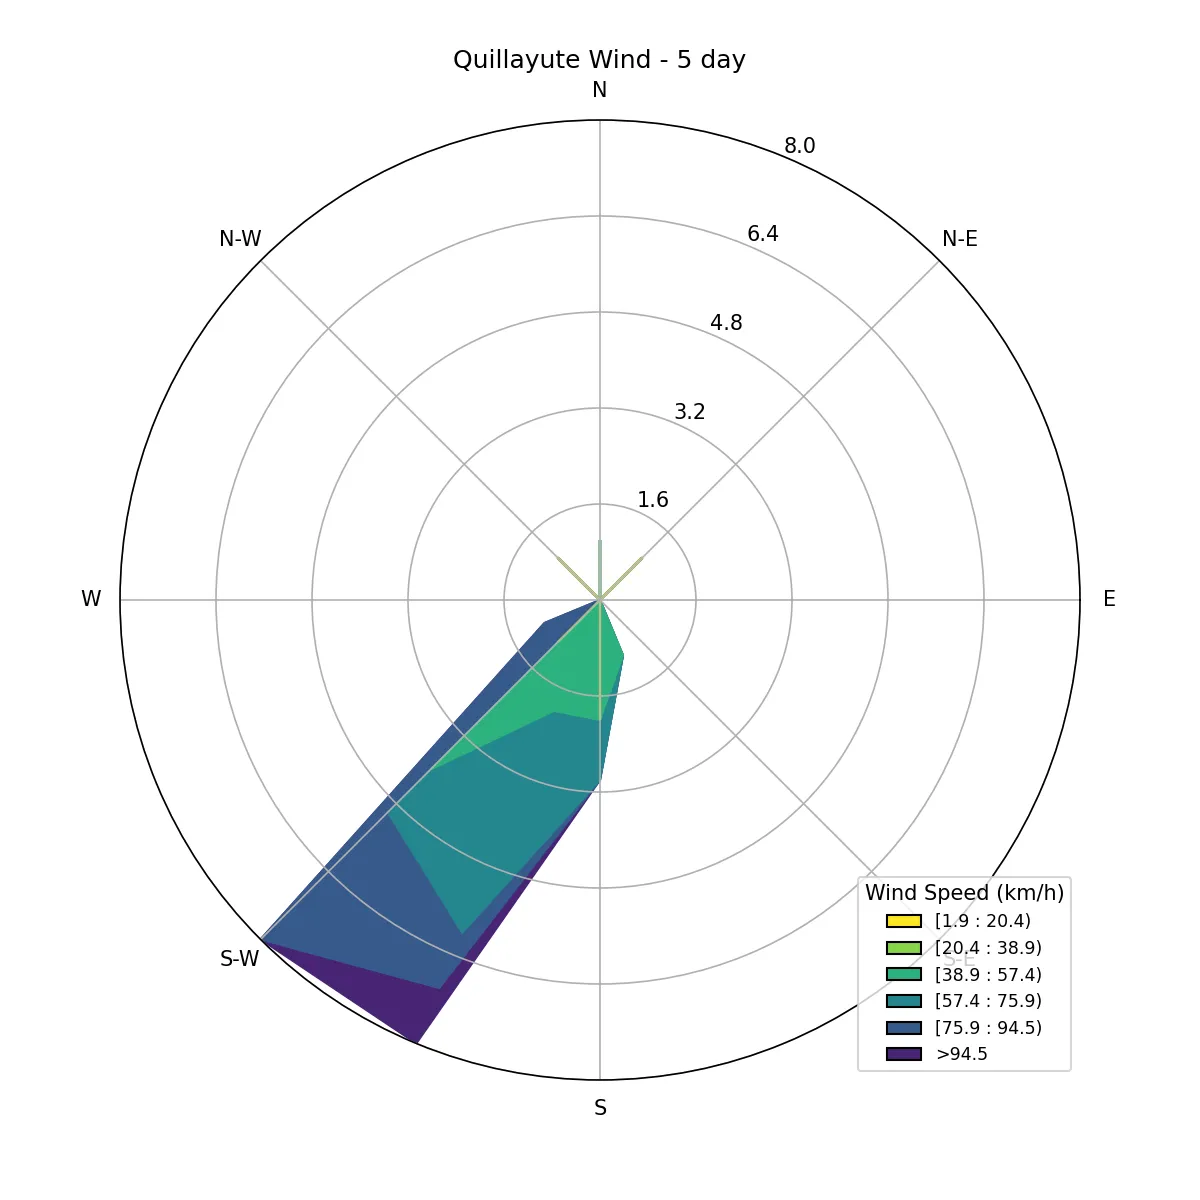 Quillayute Wind - 5 day
N
8.0
N-W
N-E
6.4
4.8
3.2
1.6
W
E
S-W
S-E
S
Wind Speed (km/h)
[1.9 : 20.4)
[20.4 : 38.9)
[38.9 : 57.4)
[57.4 : 75.9)
[75.9 : 94.5)
>94.5